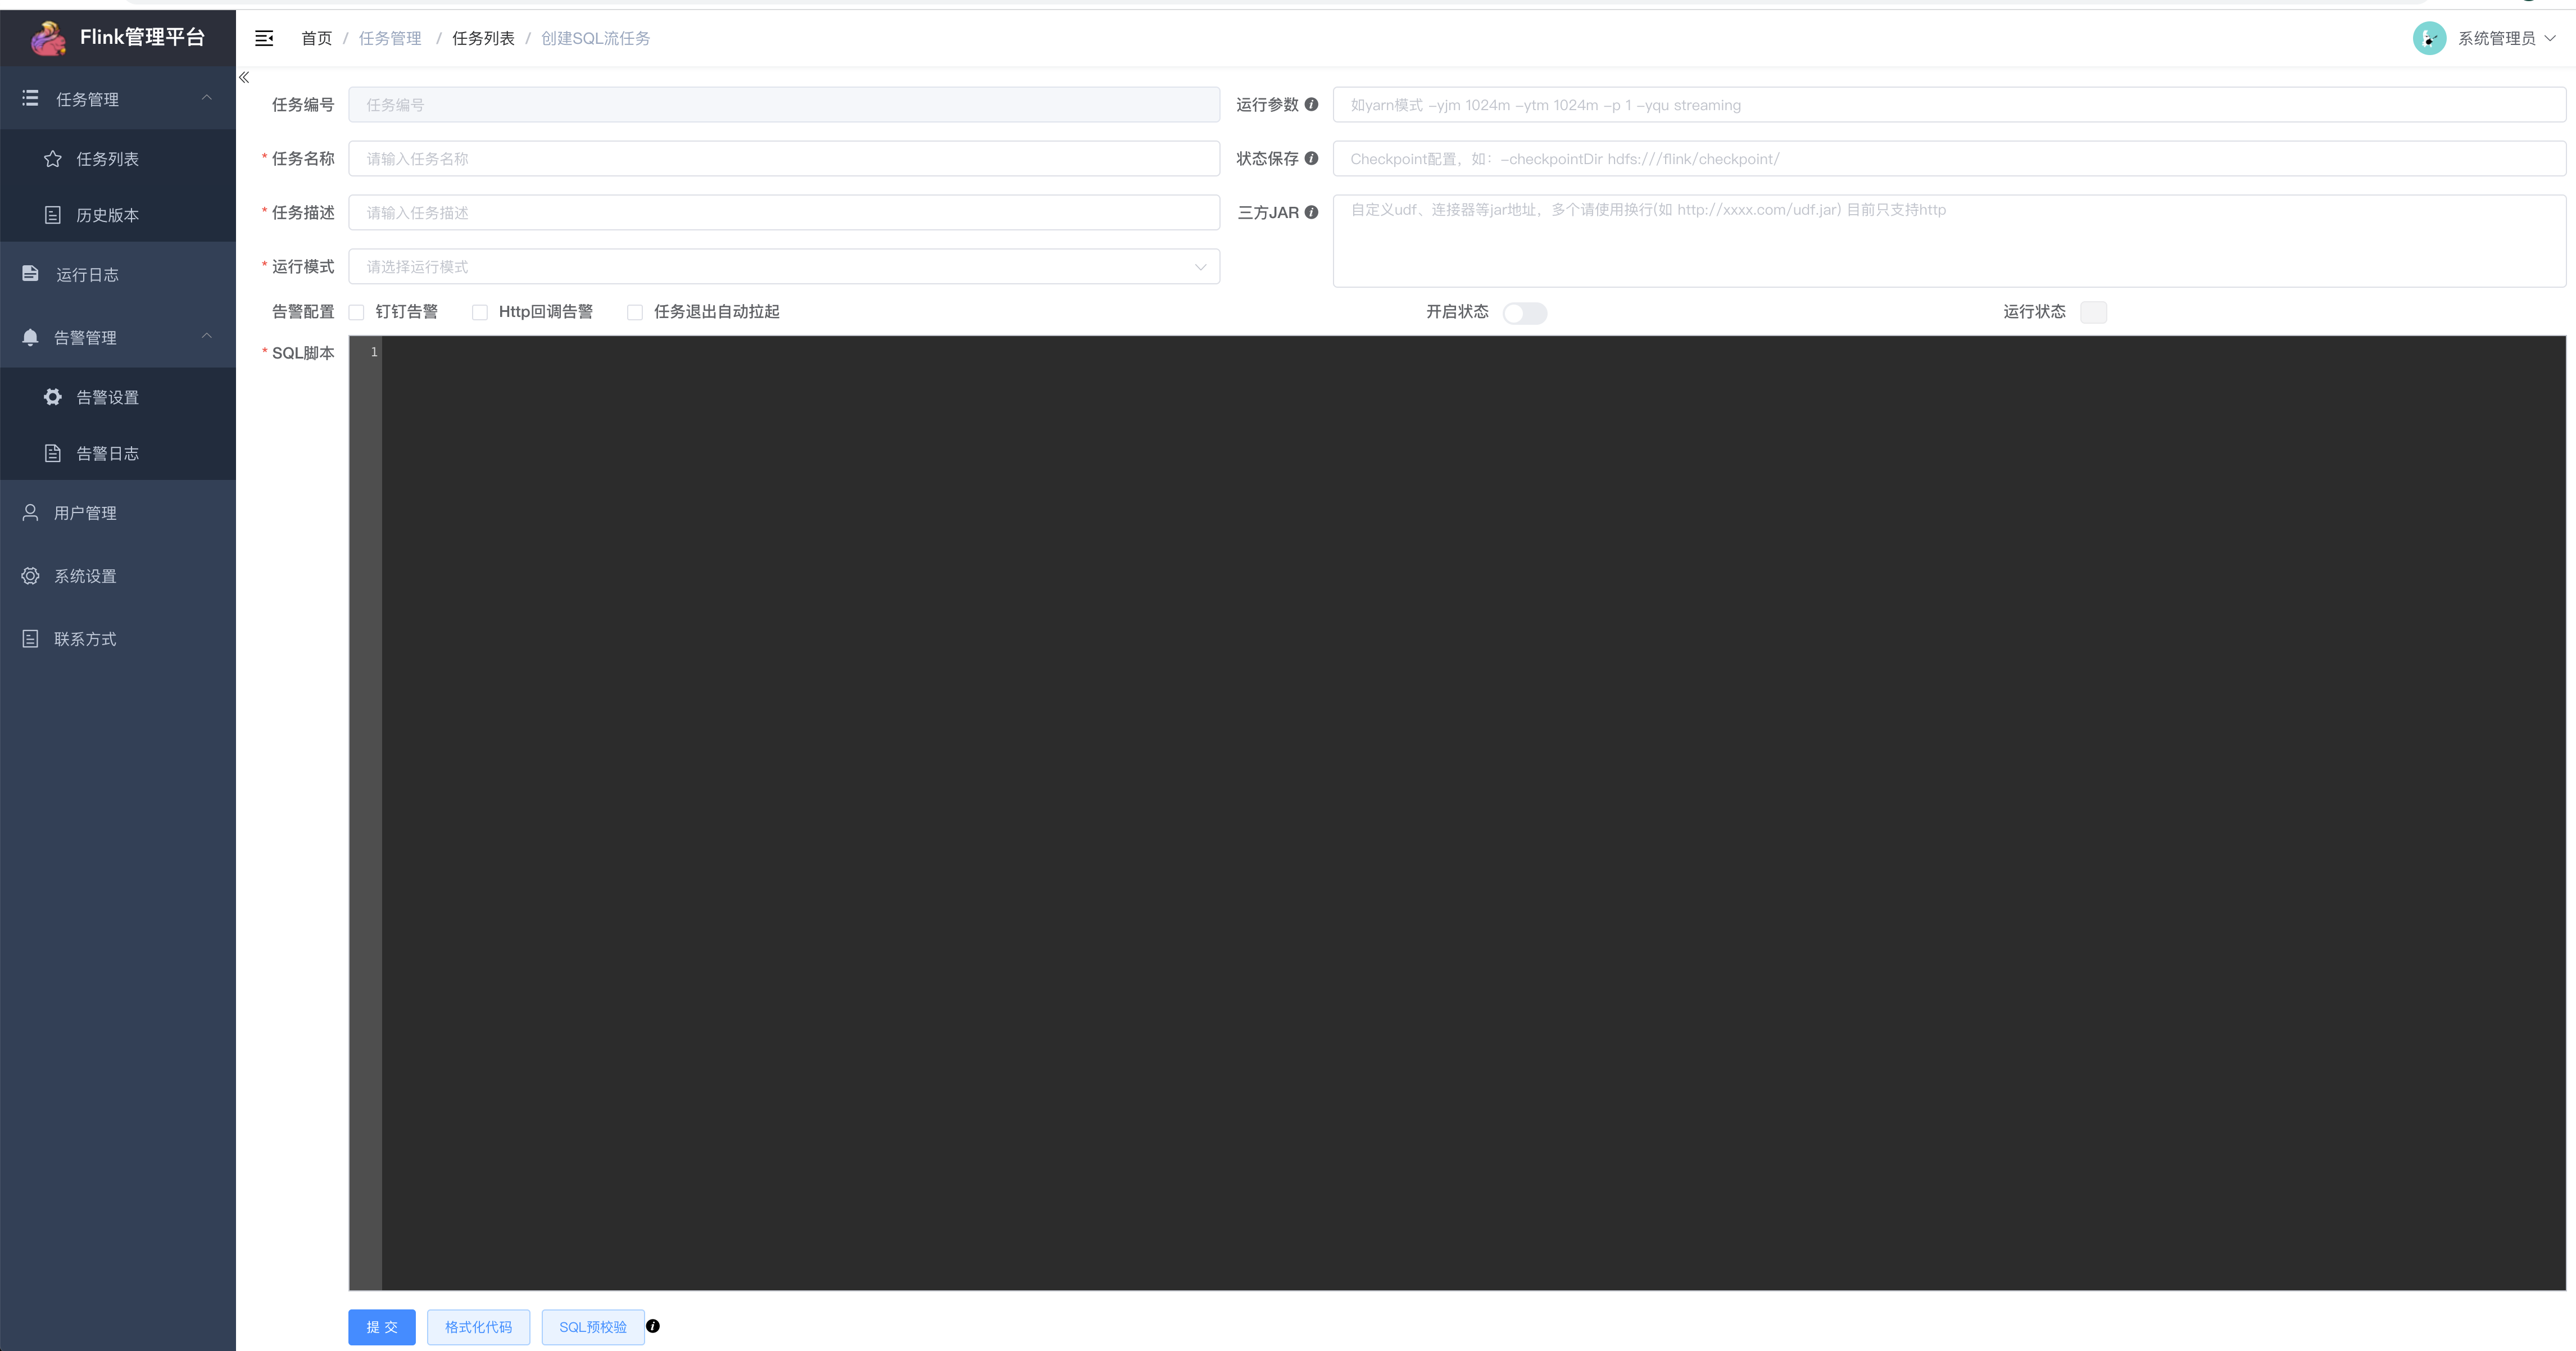 Flink管理平台
首页 / 任务管理 / 任务列表 / 创建SQL流任务
系统管理员
任务管理
任务列表
历史版本
运行日志
告警管理
告警设置
告警日志
用户管理
系统设置
联系方式
任务编号 任务编号
运行参数 如yarn模式 -yjm 1024m -ytm 1024m -p 1 -yqu streaming
* 任务名称 请输入任务名称
状态保存 Checkpoint配置，如：-checkpointDir hdfs:///flink/checkpoint/
* 任务描述 请输入任务描述
三方JAR 自定义udf、连接器等jar地址，多个请使用换行(如 http://xxxx.com/udf.jar) 目前只支持http
* 运行模式 请选择运行模式
告警配置 钉钉告警 Http回调告警 任务退出自动拉起 开启状态 运行状态
* SQL脚本 1
提 交 格式化代码 SQL预校验